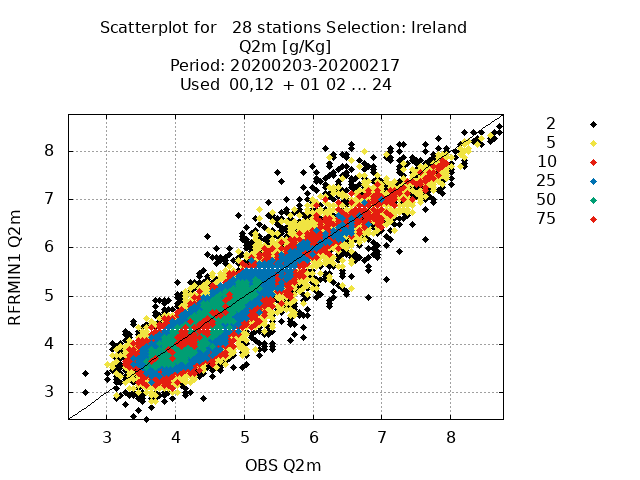 Scatterplot for   28 stations Selection: Ireland
Q2m [g/Kg]
Period: 20200203-20200217
Used  00,12  + 01 02 ... 24
2
5
10
25
50
75
8
7
6
5
4
3
RFRMIN1 Q2m
3 4 5 6 7 8
OBS Q2m